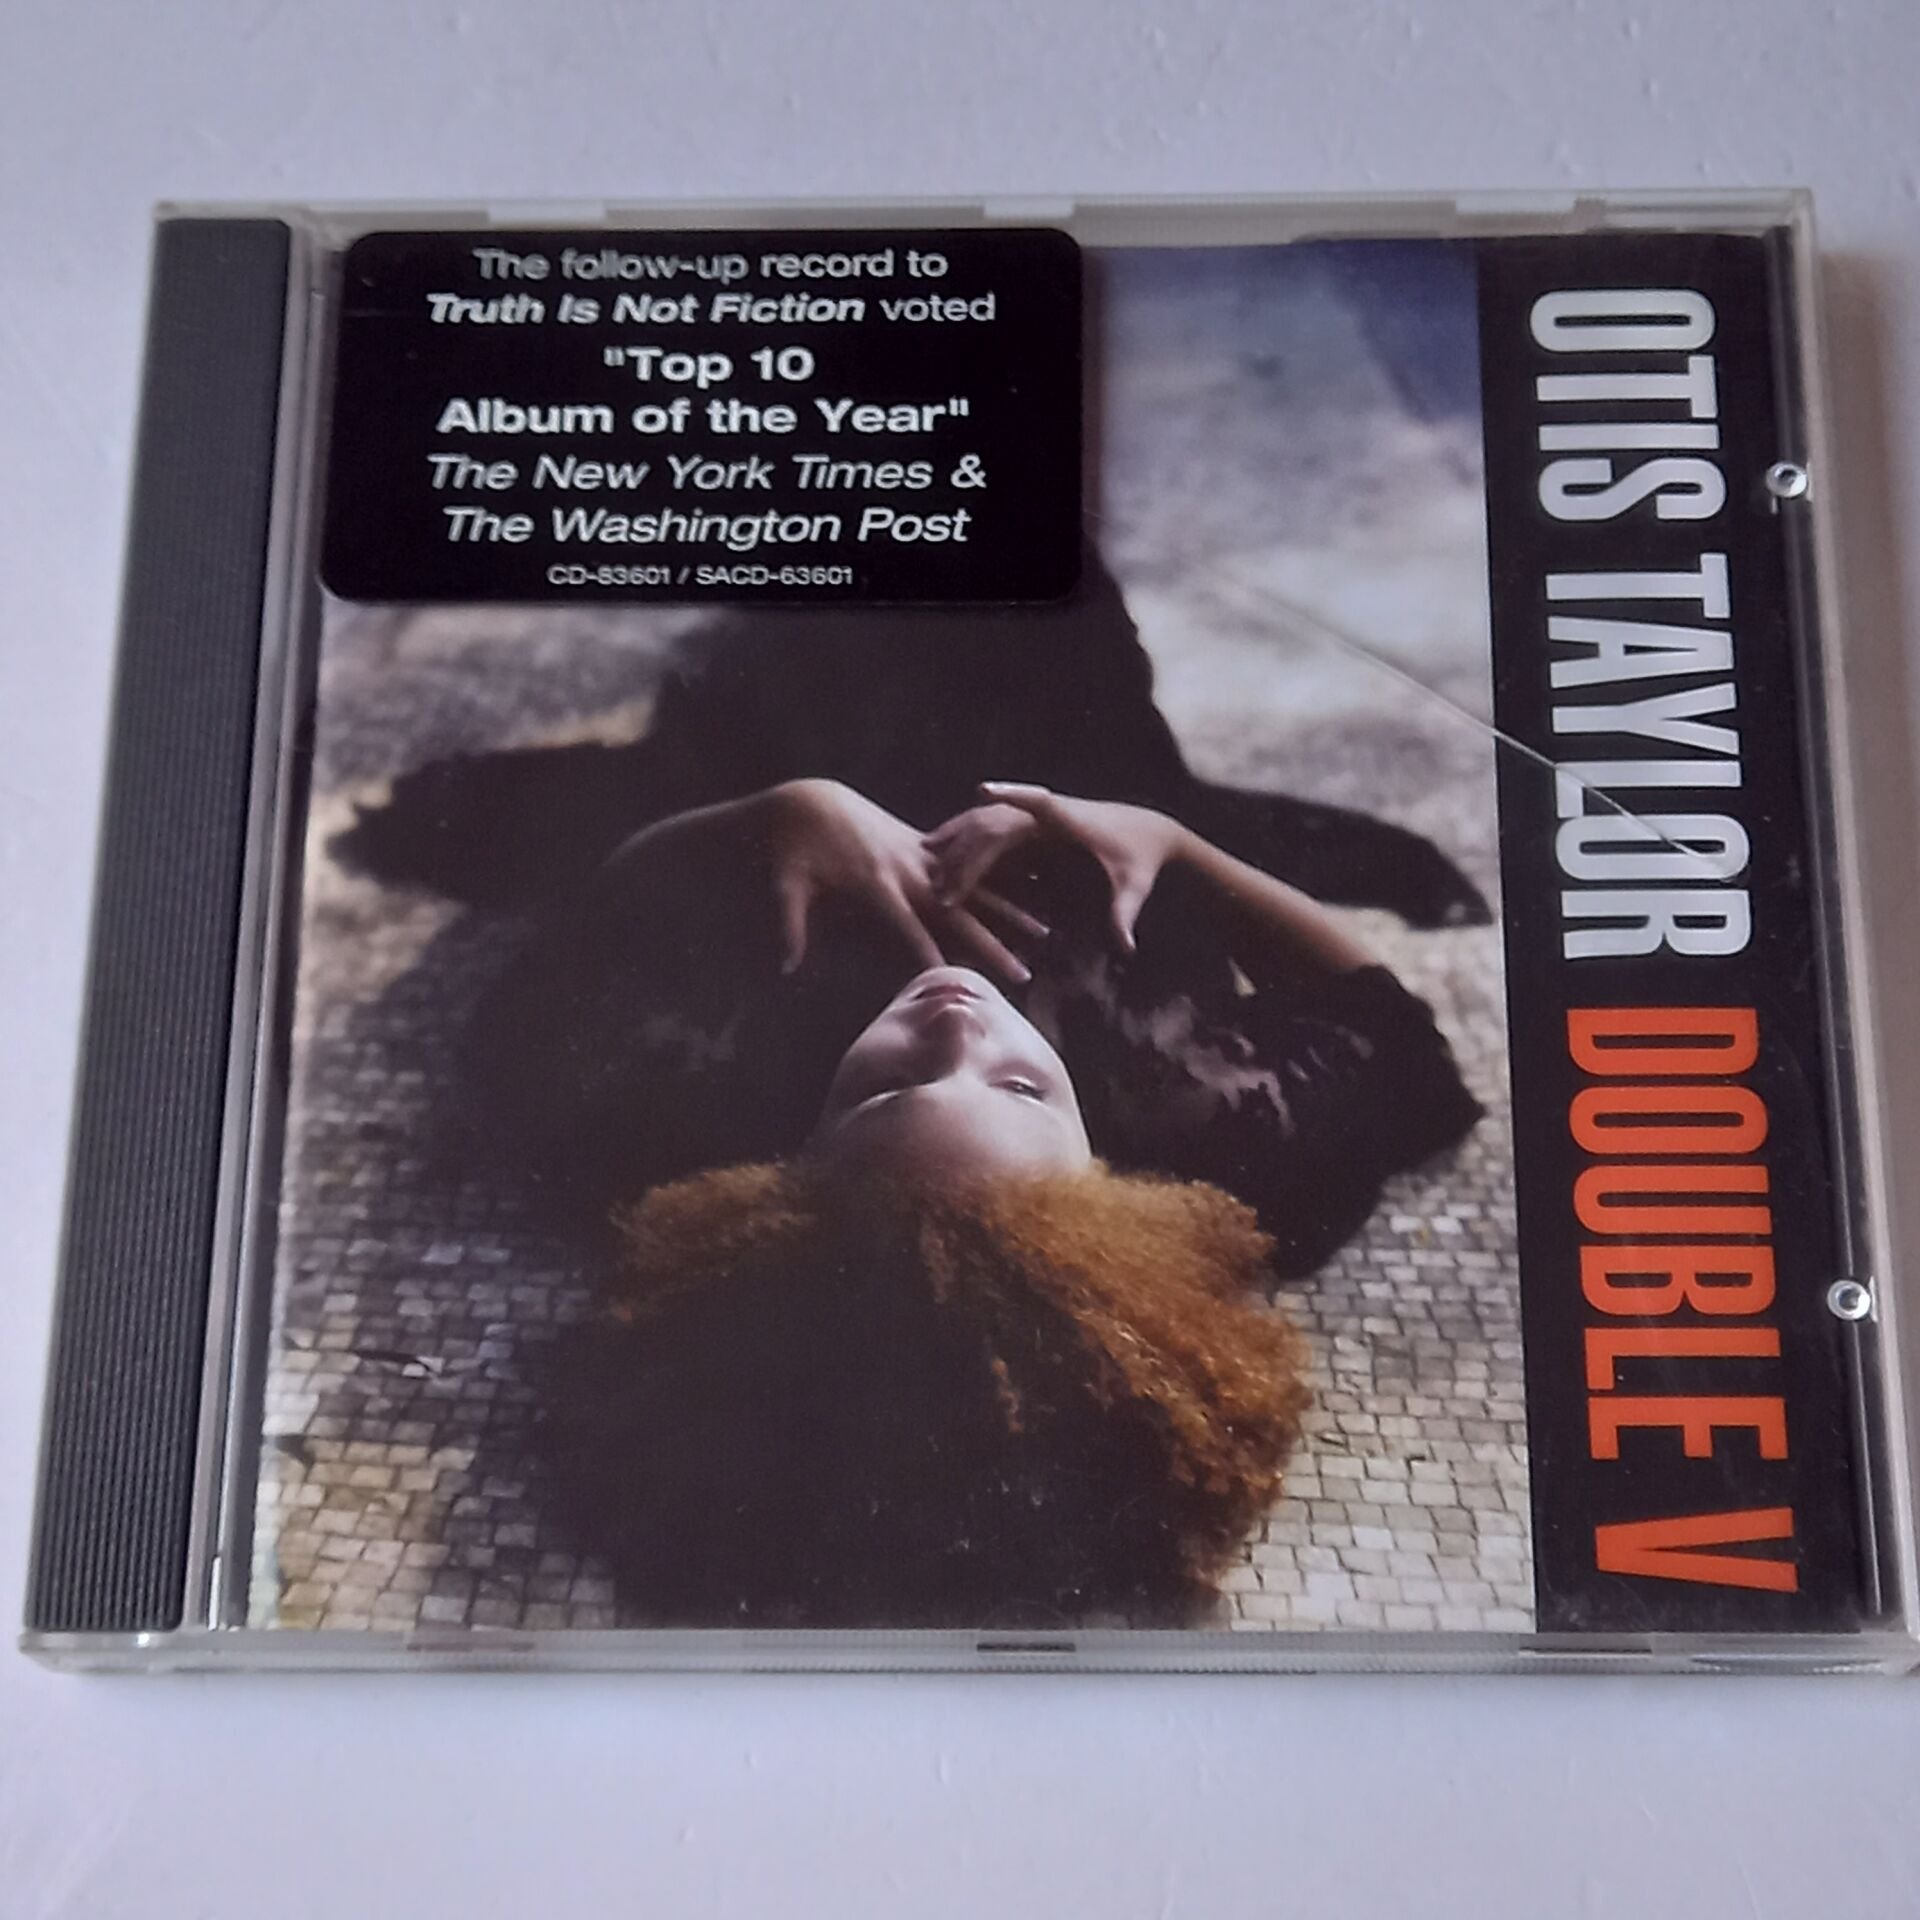 The follow-up record to
Truth Is Not Fiction voted
"Top 10
Album of the Year"
The New York Times &
The Washington Post
CD-83601 / SACD-63601
OTIS TAYLOR DOUBLE V